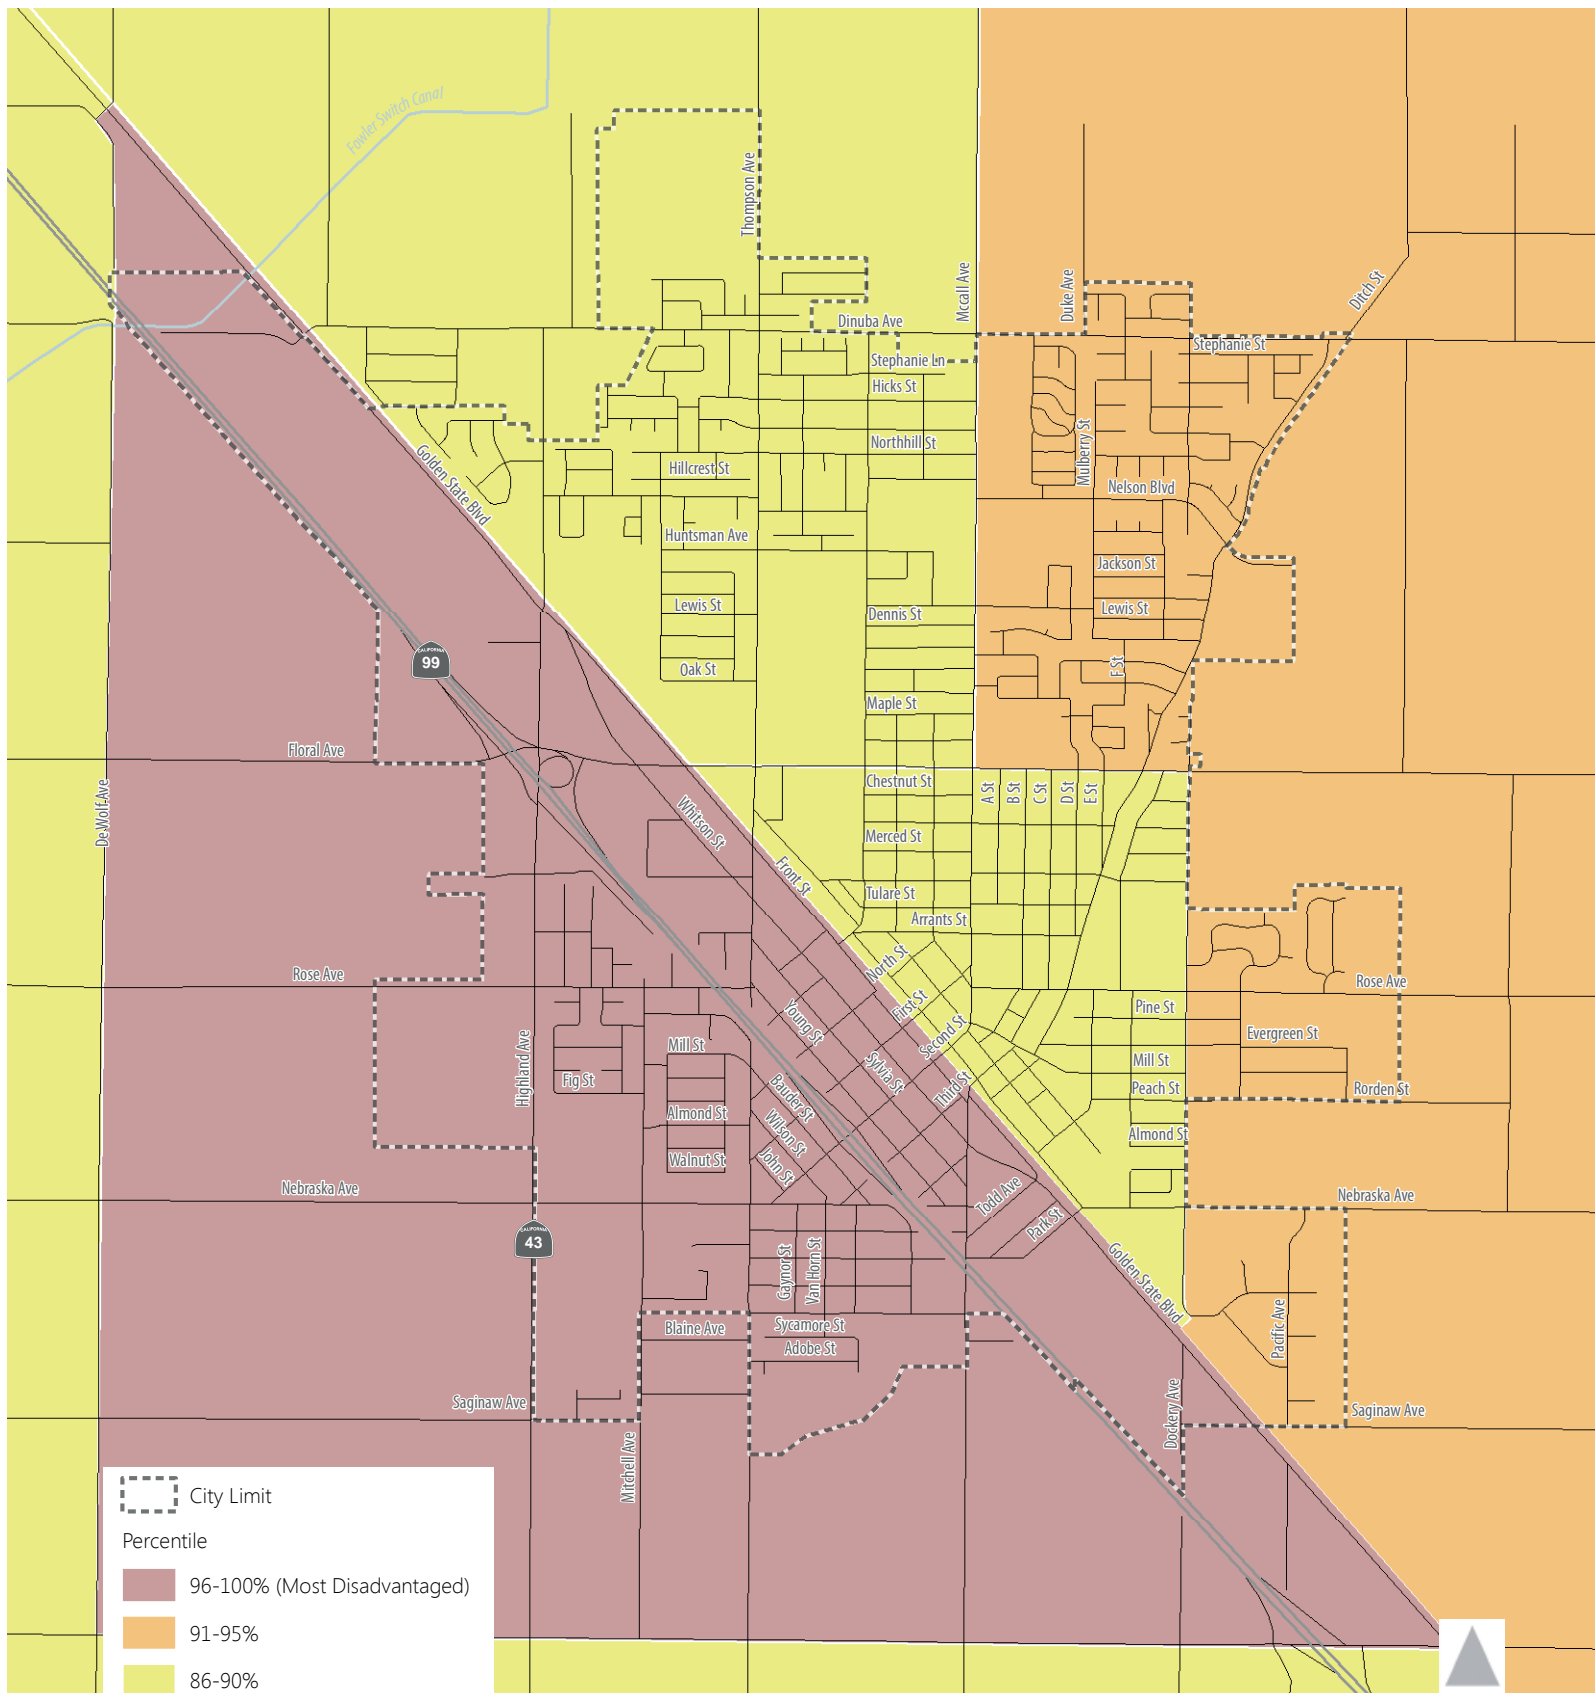 Fowler Switch Canal
Thompson Ave
Mccall Ave
Duke Ave
Ditch St
Dinuba Ave
Stephanie St
Stephanie Ln
Hicks St
Mulberry St
Northhill St
Golden State Blvd
Hillcrest St
Nelson Blvd
Huntsman Ave
Jackson St
Lewis St
Dennis St
Lewis St
CALIFORNIA
99
Oak St
F St
Maple St
Floral Ave
Chestnut St
A St
B St
C St
D St
E St
De Wolf Ave
Whitson St
Merced St
Front St
Tulare St
Arrants St
North St
Rose Ave
Rose Ave
First St
Pine St
Young St
Second St
Evergreen St
Highland Ave
Mill St
Sylvia St
Mill St
Fig St
Third St
Peach St
Rorden St
Bauder St
Almond St
Wilson St
Almond St
Walnut St
John St
Nebraska Ave
Todd Ave
Nebraska Ave
Park St
CALIFORNIA
43
Gaynor St
Van Horn St
Golden State Blvd
Pacific Ave
Blaine Ave
Sycamore St
Adobe St
Saginaw Ave
Dockery Ave
Saginaw Ave
Mitchell Ave
City Limit
Percentile
96-100% (Most Disadvantaged)
91-95%
86-90%